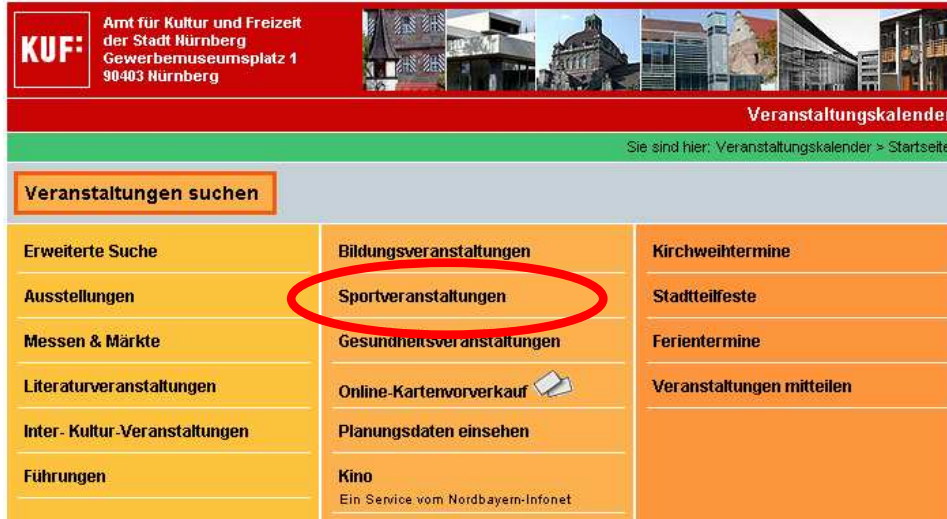 KUF:
Amt für Kultur und Freizeit
der Stadt Nürnberg
Gewerbemuseumsplatz 1
90403 Nürnberg
Veranstaltungskalender
Sie sind hier: Veranstaltungskalender > Startseite
Veranstaltungen suchen
Erweiterte Suche
Ausstellungen
Messen & Märkte
Literaturveranstaltungen
Inter- Kultur-Veranstaltungen
Führungen
Bildungsveranstaltungen
Sportveranstaltungen
Gesundheitsveranstaltungen
Online-Kartenvorverkauf
Planungsdaten einsehen
Kino
Ein Service vom Nordbayern-Infonet
Kirchweihtermine
Stadtteilfeste
Ferientermine
Veranstaltungen mitteilen